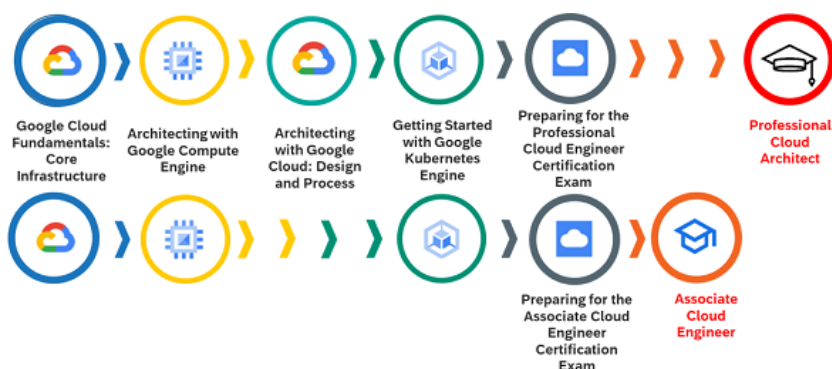 Google Cloud
Fundamentals:
Core
Infrastructure
Architecting with
Google Compute
Engine
Architecting
with Google
Cloud: Design
and Process
Getting Started
with Google
Kubernetes
Engine
Preparing for the
Professional
Cloud Engineer
Certification
Exam
Professional
Cloud
Architect
Preparing for the
Associate Cloud
Engineer
Certification
Exam
Associate
Cloud
Engineer